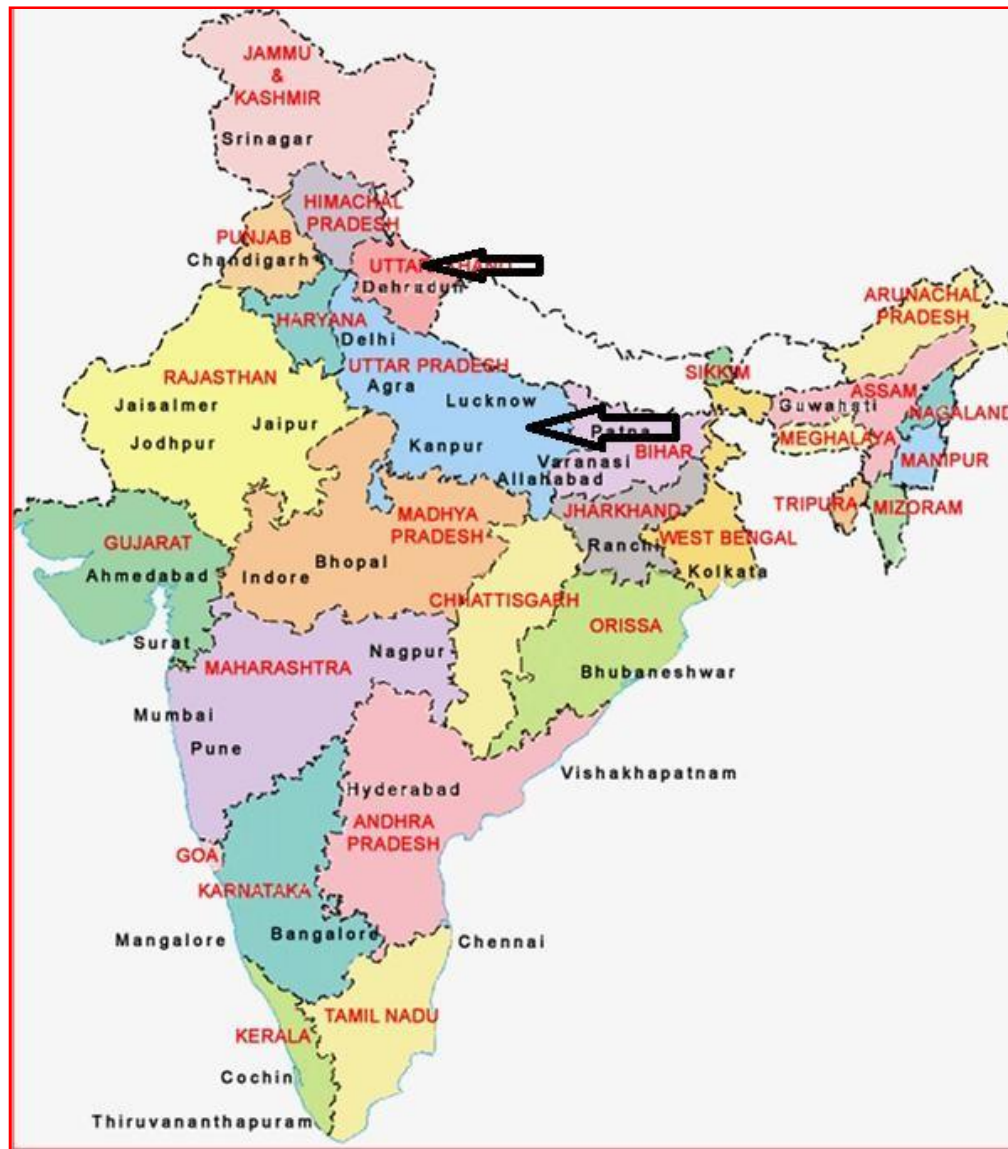 JAMMU
&
KASHMIR
Srinagar
HIMACHAL
PRADESH
PUNJAB
Chandigarh
UTTARAKHAND
Dehradun
HARYANA
Delhi
UTTAR PRADESH
Agra
Lucknow
Kanpur
Varanasi
Allahabad
RAJASTHAN
Jaisalmer
Jaipur
Jodhpur
SIKKIM
ARUNACHAL
PRADESH
ASSAM
Guwahati
NAGALAND
MEGHALAYA
MANIPUR
TRIPURA
MIZORAM
Patna
BIHAR
JHARKHAND
Ranchi
WEST BENGAL
Kolkata
GUJARAT
Ahmedabad
Surat
MADHYA
PRADESH
Bhopal
Indore
CHHATTISGARH
ORISSA
Bhubaneshwar
MAHARASHTRA
Nagpur
Mumbai
Pune
Vishakhapatnam
Hyderabad
ANDHRA
PRADESH
GOA
KARNATAKA
Bangalore
Mangalore
Chennai
TAMIL NADU
KERALA
Cochin
Thiruvananthapuram